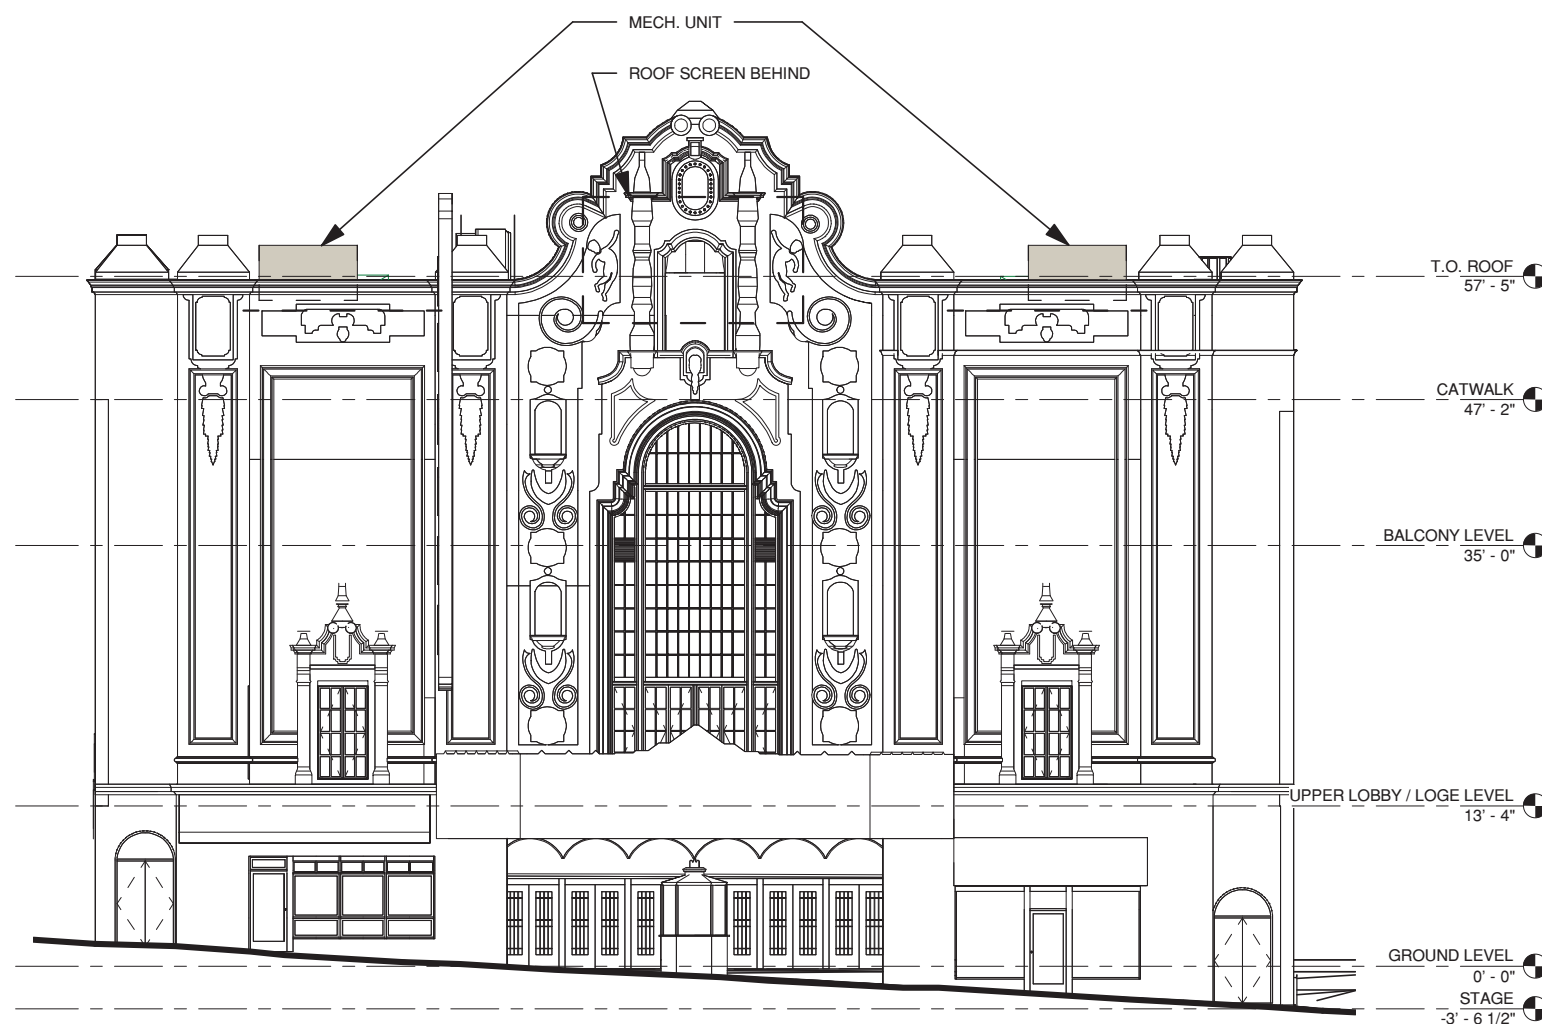 MECH. UNIT
ROOF SCREEN BEHIND
T.O. ROOF
57' - 5"
CATWALK
47' - 2"
BALCONY LEVEL
35' - 0"
UPPER LOBBY / LOGE LEVEL
13' - 4"
GROUND LEVEL
0' - 0"
STAGE
-3' - 6 1/2"